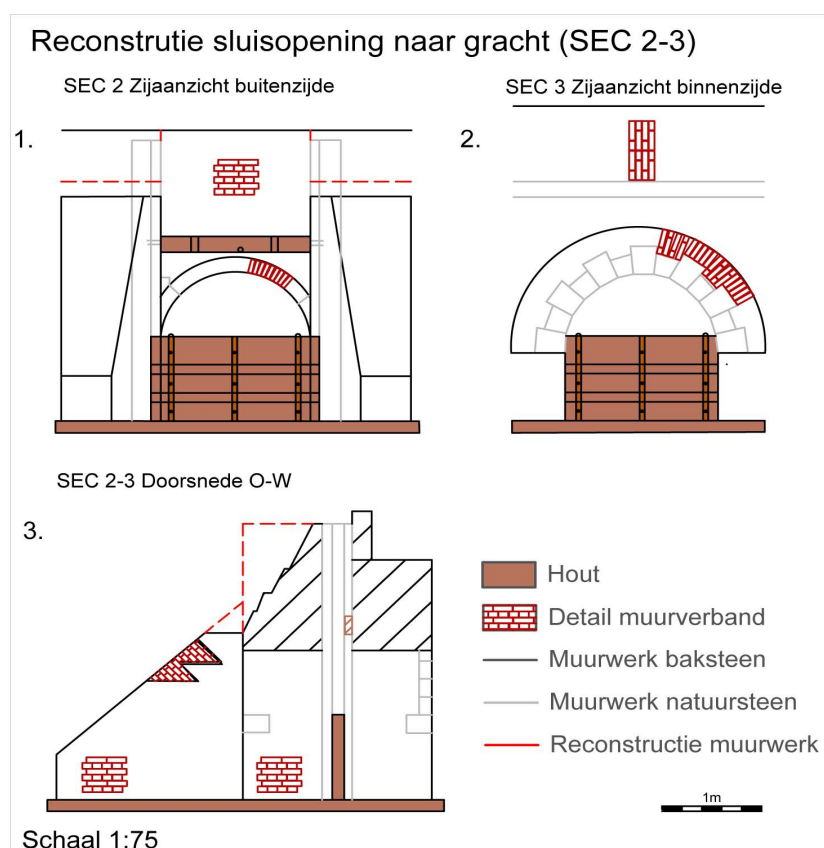 Reconstrutie sluisopening naar gracht (SEC 2-3)
SEC 2 Zijaanzicht buitenzijde
SEC 3 Zijaanzicht binnenzijde
1.
2.
SEC 2-3 Doorsnede O-W
3.
Hout
Detail muurverband
Muurwerk baksteen
Muurwerk natuursteen
Reconstructie muurwerk
1m
Schaal 1:75